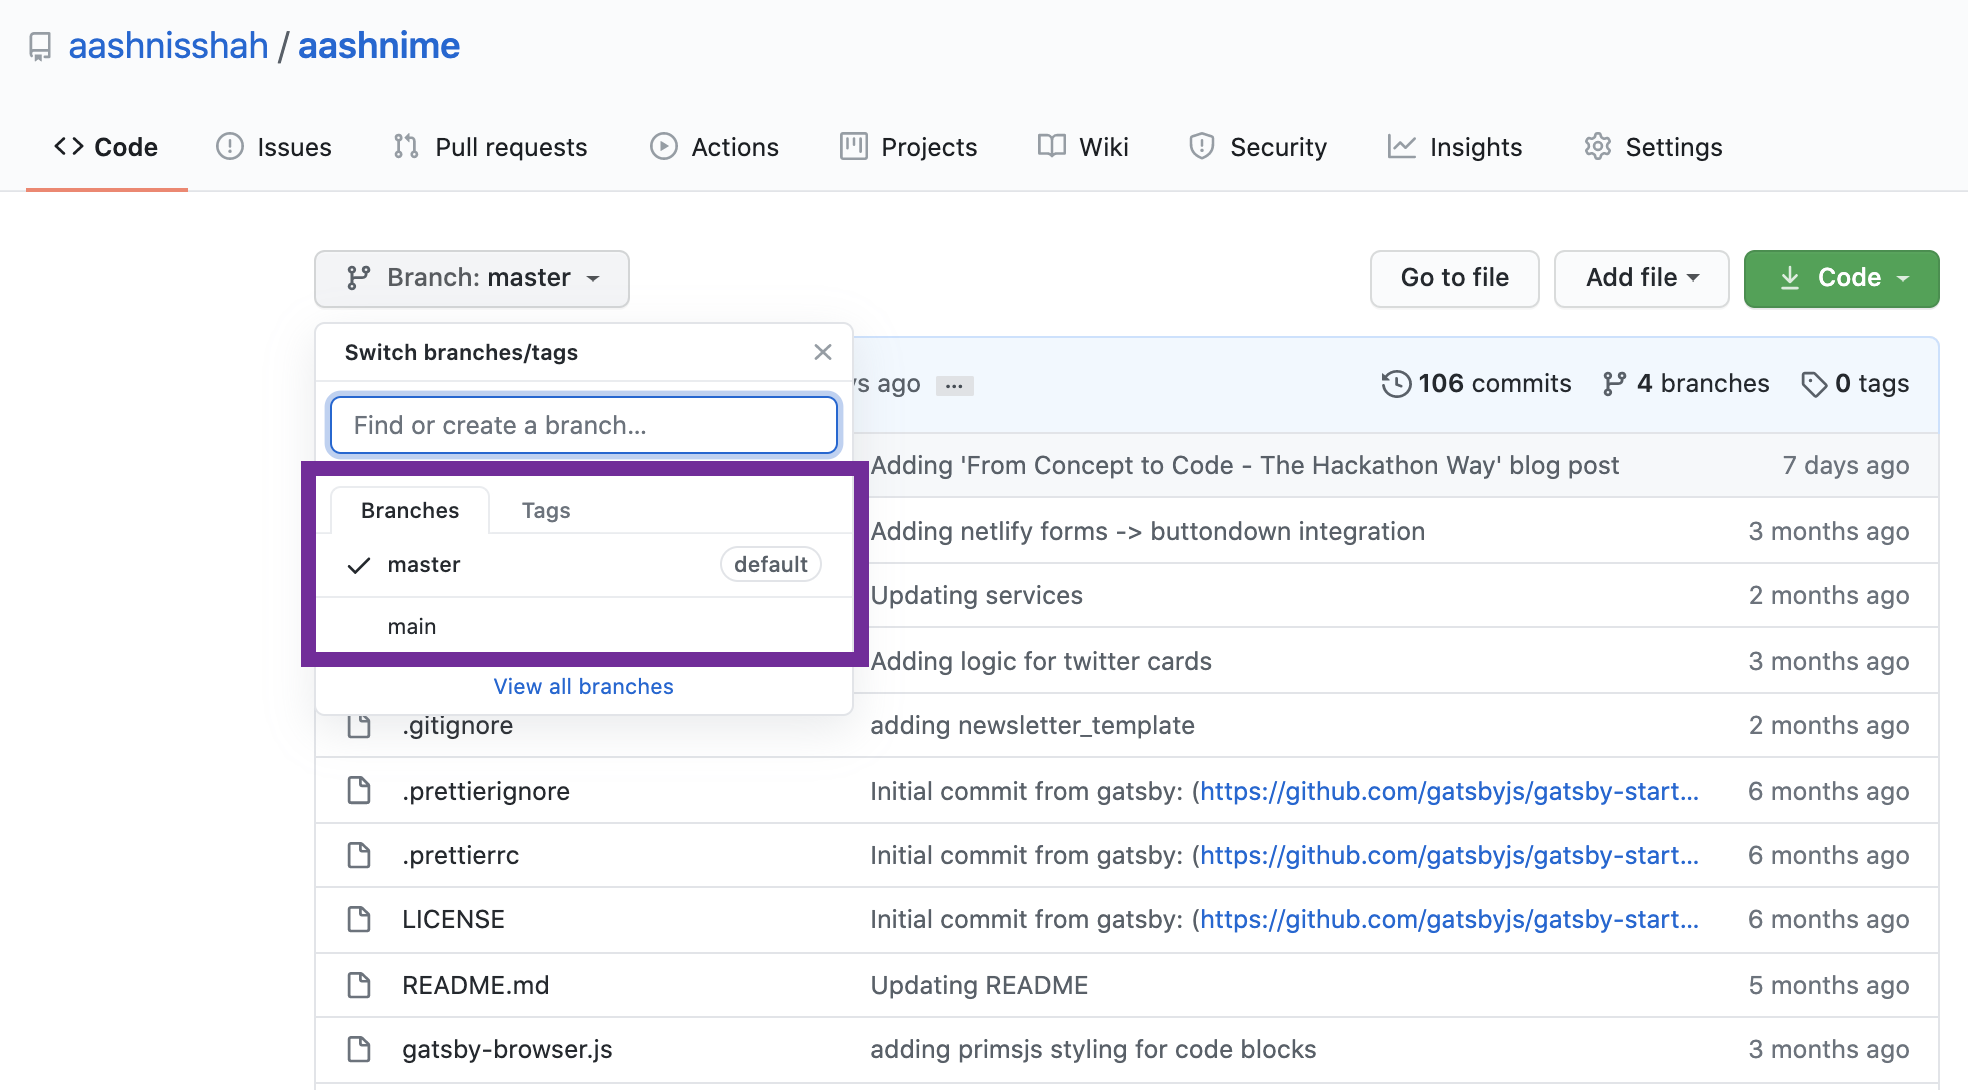 aashnisshah / aashnime
Code Issues Pull requests Actions Projects Wiki Security Insights Settings
Branch: master Go to file Add file Code
Switch branches/tags
ago ... 106 commits 4 branches 0 tags
Find or create a branch...
Adding 'From Concept to Code - The Hackathon Way' blog post 7 days ago
Branches Tags
Adding netlify forms -> buttondown integration 3 months ago
master default
Updating services 2 months ago
main
Adding logic for twitter cards 3 months ago
View all branches
.gitignore adding newsletter_template 2 months ago
.prettierignore Initial commit from gatsby: (https://github.com/gatsbyjs/gatsby-start... 6 months ago
.prettierrc Initial commit from gatsby: (https://github.com/gatsbyjs/gatsby-start... 6 months ago
LICENSE Initial commit from gatsby: (https://github.com/gatsbyjs/gatsby-start... 6 months ago
README.md Updating README 5 months ago
gatsby-browser.js adding primsjs styling for code blocks 3 months ago